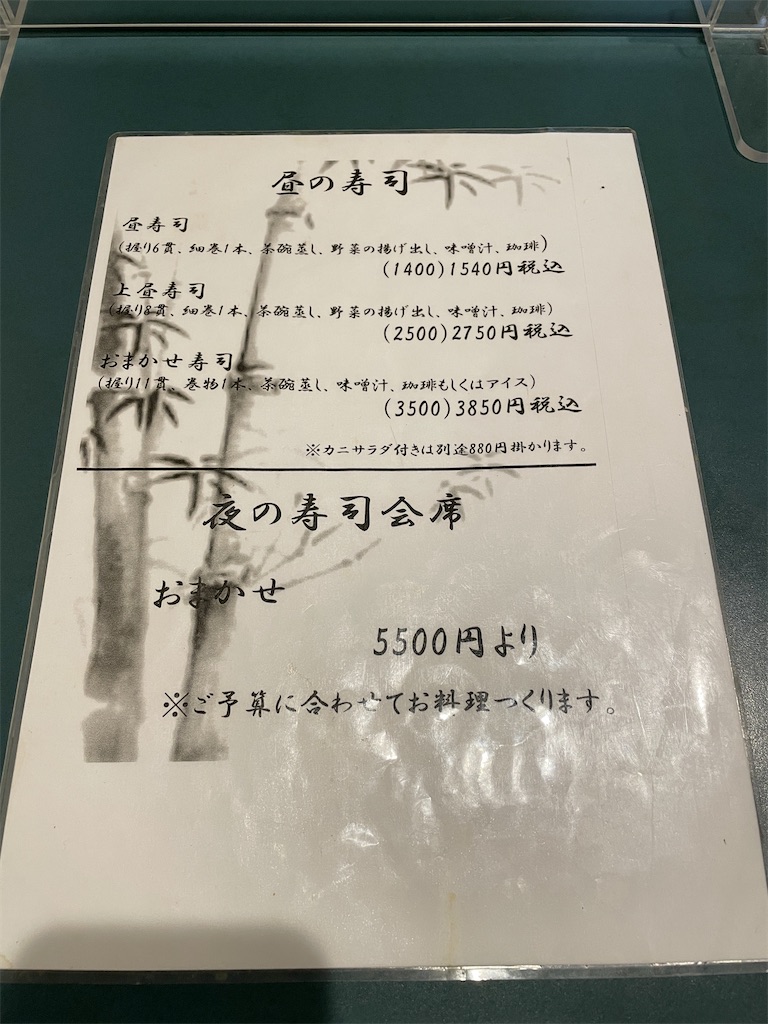 昼の寿司
昼寿司
(握り6貫、細巻1本、茶碗蒸し、野菜の揚げ出し、味噌汁、珈琲)
(1400)1540円税込
上昼寿司
(握り8貫、細巻1本、茶碗蒸し、野菜の揚げ出し、味噌汁、珈琲)
(2500)2750円税込
おまかせ寿司
(握り11貫、巻物1本、茶碗蒸し、味噌汁、珈琲もしくはアイス)
(3500)3850円税込
※カニサラダ付きは別途880円掛かります。
夜の寿司会席
おまかせ
5500円より
※ご予算に合わせてお料理つくります。